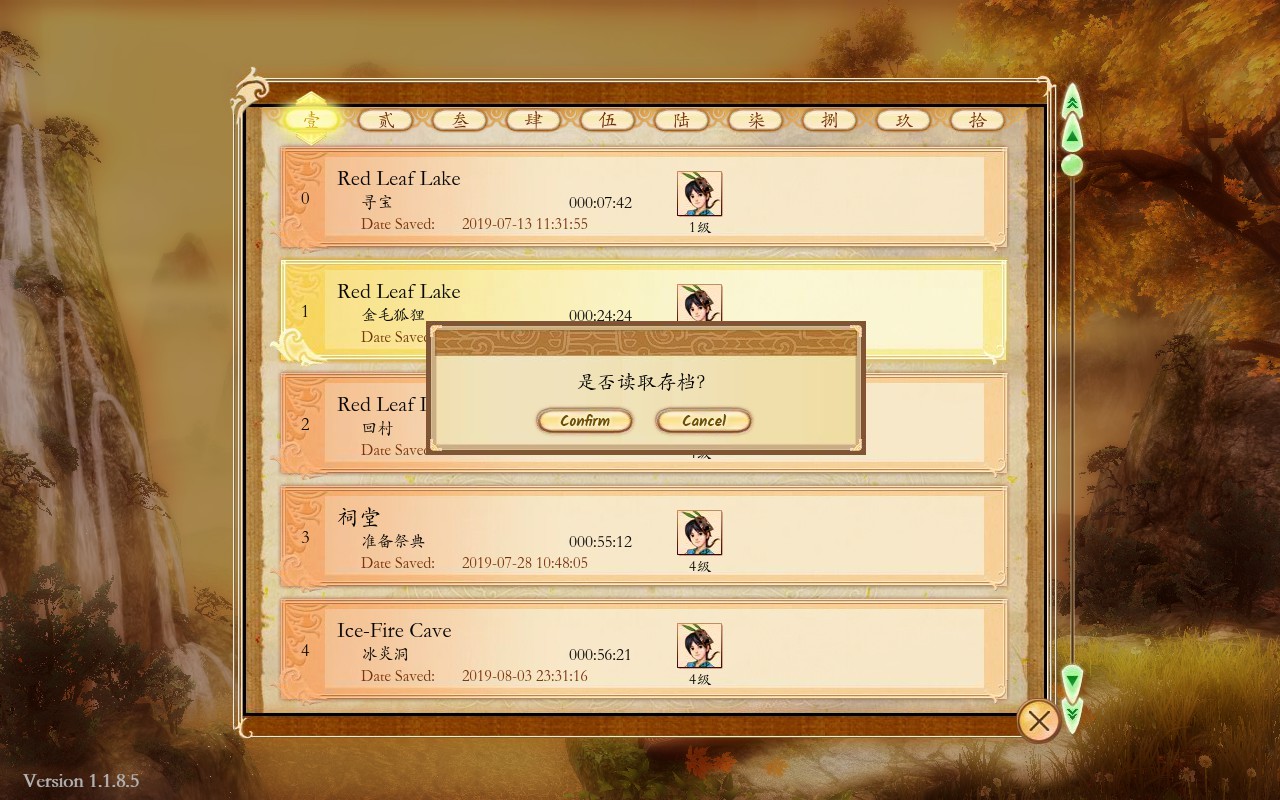 壹 贰 叁 肆 伍 陆 柒 捌 玖 拾
0
Red Leaf Lake
寻宝 000:07:42
Date Saved: 2019-07-13 11:31:55
1级
1
Red Leaf Lake
金毛狐狸 000:24:24
Date Saved
是否读取存档?
Confirm Cancel
2
Red Leaf
回村
Date Saved
3
祠堂
准备祭典 000:55:12
Date Saved: 2019-07-28 10:48:05
4级
4
Ice-Fire Cave
冰炎洞 000:56:21
Date Saved: 2019-08-03 23:31:16
4级
Version 1.1.8.5